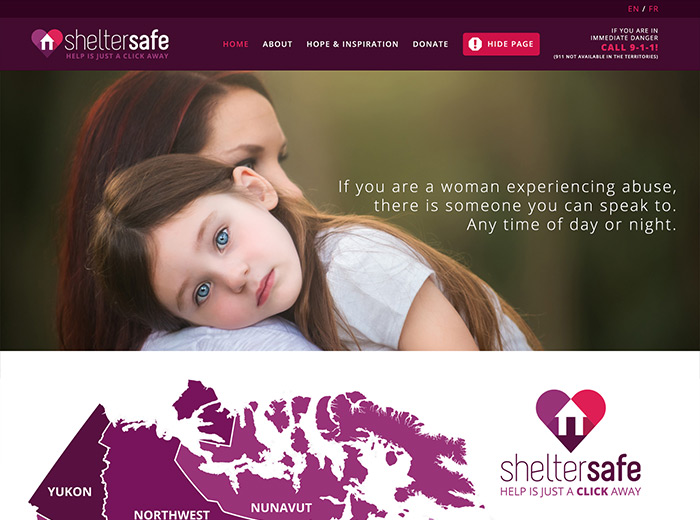 EN / FR
sheltersafe
HELP IS JUST A CLICK AWAY
HOME ABOUT HOPE & INSPIRATION DONATE HIDE PAGE
IF YOU ARE IN
IMMEDIATE DANGER
CALL 9-1-1!
(911 NOT AVAILABLE IN THE TERRITORIES)
If you are a woman experiencing abuse,
there is someone you can speak to.
Any time of day or night.
YUKON
NORTHWEST
NUNAVUT
sheltersafe
HELP IS JUST A CLICK AWAY